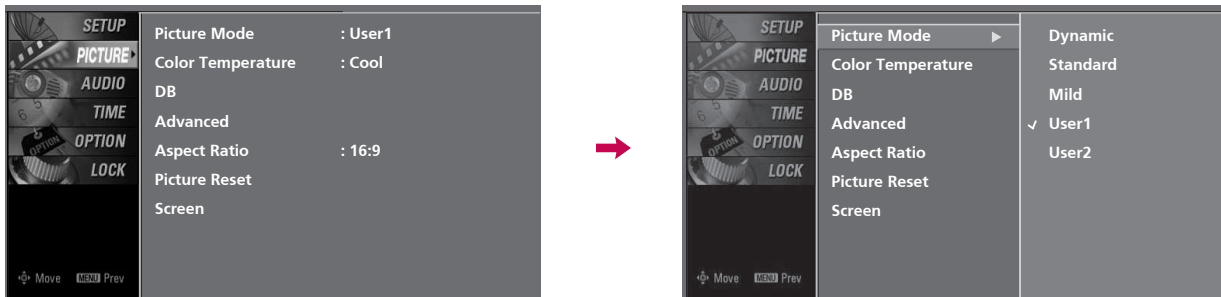 SETUP
PICTURE
AUDIO
TIME
OPTION
LOCK
Move MENU Prev
Picture Mode : User1
Color Temperature : Cool
DB
Advanced
Aspect Ratio : 16:9
Picture Reset
Screen
SETUP
PICTURE
AUDIO
TIME
OPTION
LOCK
Move MENU Prev
Picture Mode
Color Temperature
DB
Advanced
Aspect Ratio
Picture Reset
Screen
Dynamic
Standard
Mild
User1
User2